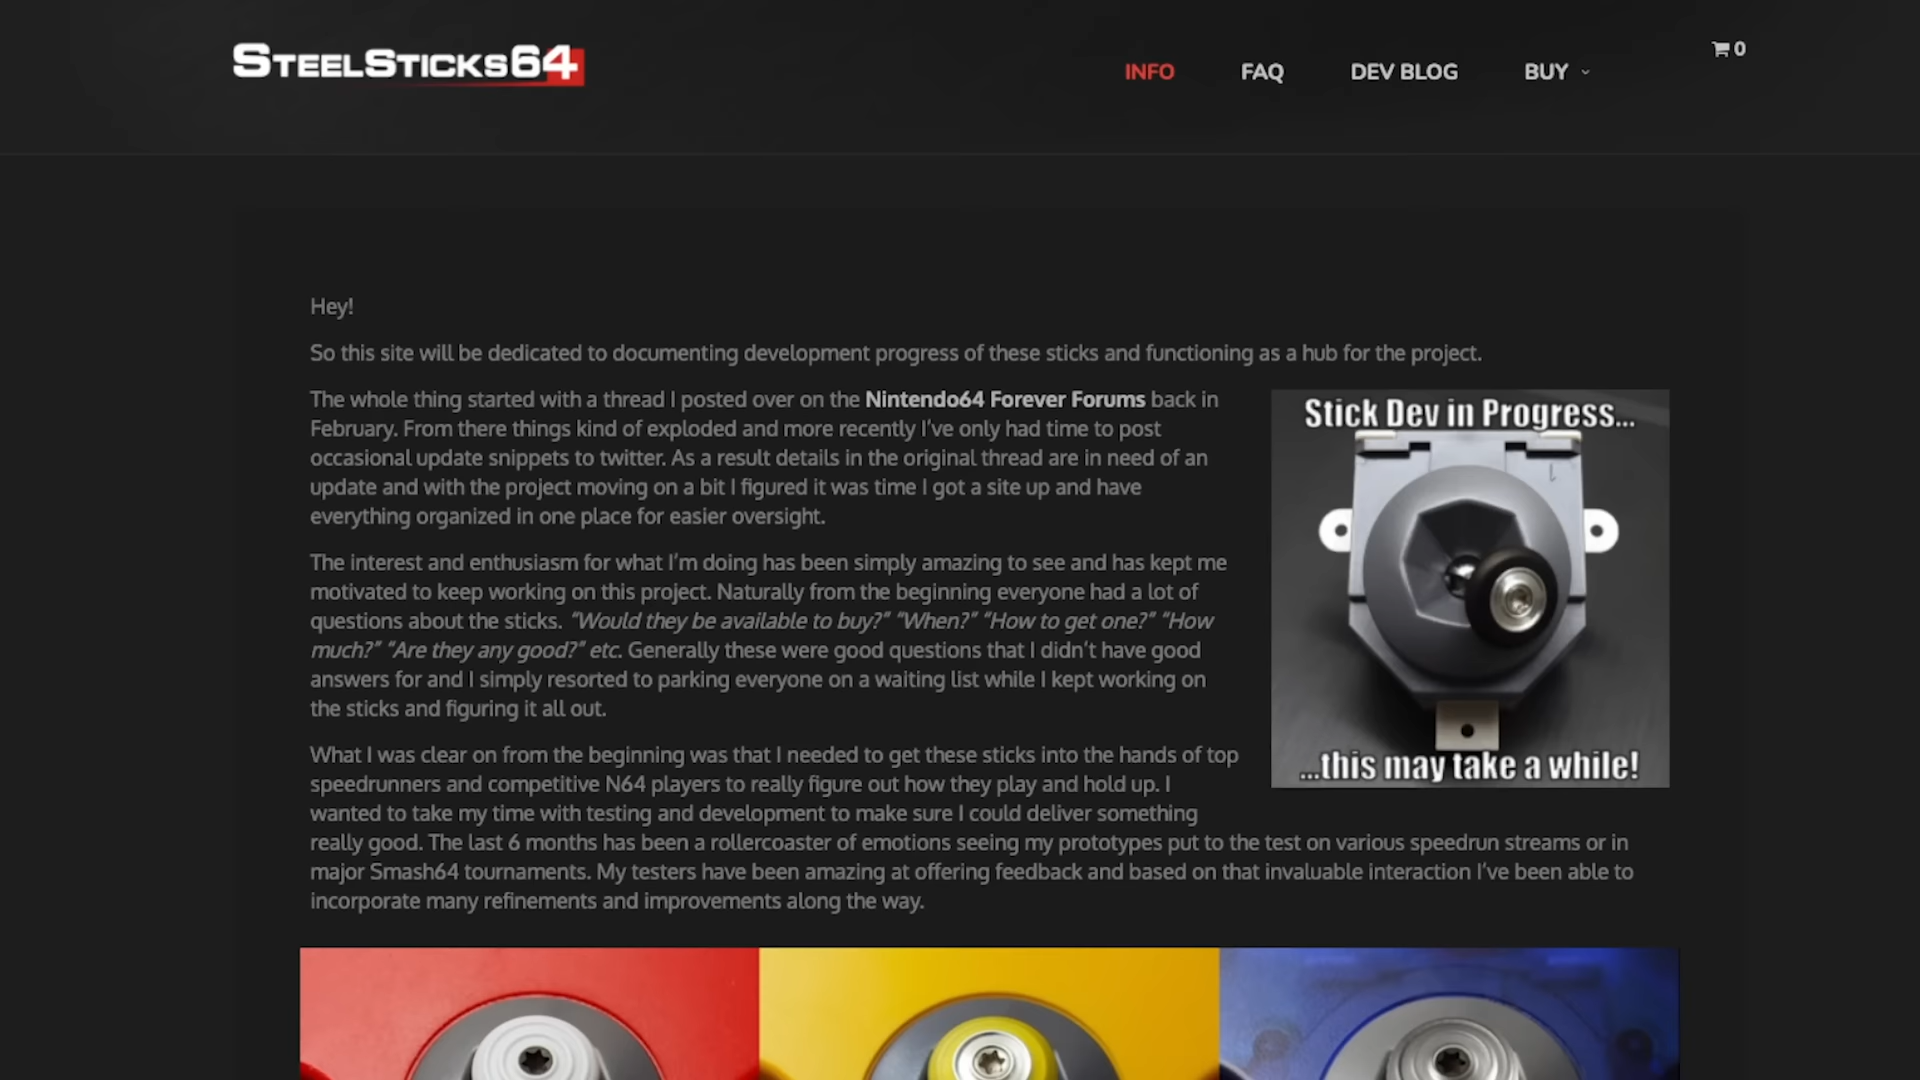 STEELSTICKS64
INFO
FAQ
DEV BLOG
BUY
0
Hey!
So this site will be dedicated to documenting development progress of these sticks and functioning as a hub for the project.
The whole thing started with a thread I posted over on the Nintendo64 Forever Forums back in
February. From there things kind of exploded and more recently I've only had time to post
occasional update snippets to twitter. As a result details in the original thread are in need of an
update and with the project moving on a bit I figured it was time I got a site up and have
everything organized in one place for easier oversight.
The interest and enthusiasm for what I'm doing has been simply amazing to see and has kept me
motivated to keep working on this project. Naturally from the beginning everyone had a lot of
questions about the sticks. "Would they be available to buy?" "When?" "How to get one?" "How
much?" "Are they any good?" etc. Generally these were good questions that I didn't have good
answers for and I simply resorted to parking everyone on a waiting list while I kept working on
the sticks and figuring it all out.
Stick Dev in Progress...
...this may take a while!
What I was clear on from the beginning was that I needed to get these sticks into the hands of top
speedrunners and competitive N64 players to really figure out how they play and hold up. I
wanted to take my time with testing and development to make sure I could deliver something
really good. The last 6 months has been a rollercoaster of emotions seeing my prototypes put to the test on various speedrun streams or in
major Smash64 tournaments. My testers have been amazing at offering feedback and based on that invaluable interaction I've been able to
incorporate many refinements and improvements along the way.